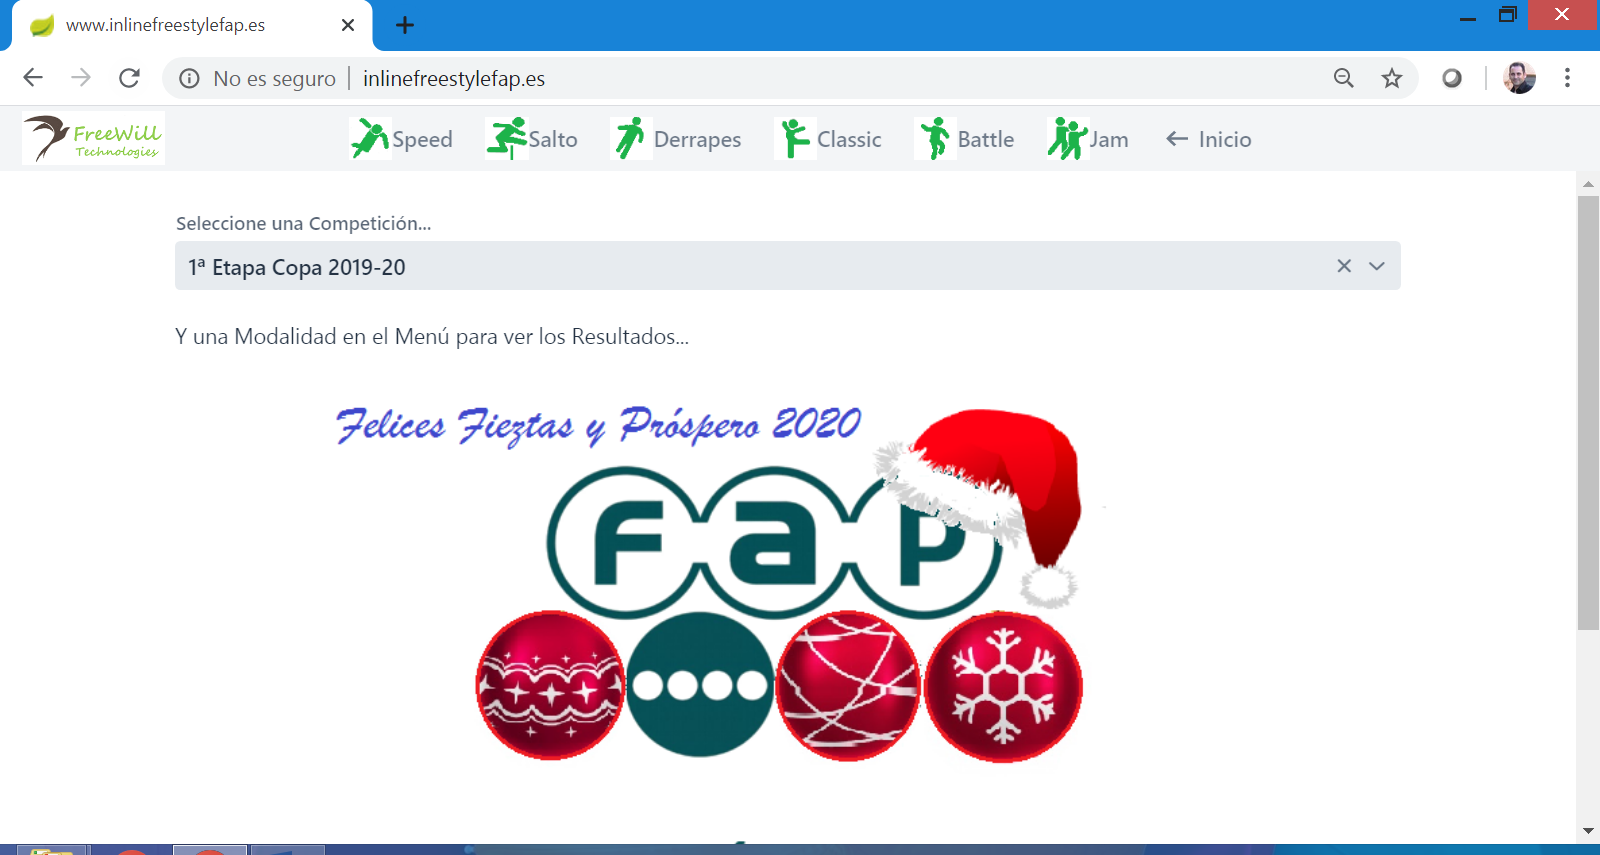 www.inlinefreestylefap.es
No es seguro inlinefreestylefap.es
FreeWill
Technologies
Speed Salto Derrapes Classic Battle Jam Inicio
Seleccione una Competición...
1ª Etapa Copa 2019-20
Y una Modalidad en el Menú para ver los Resultados...
Felices Fieztas y Próspero 2020
fap